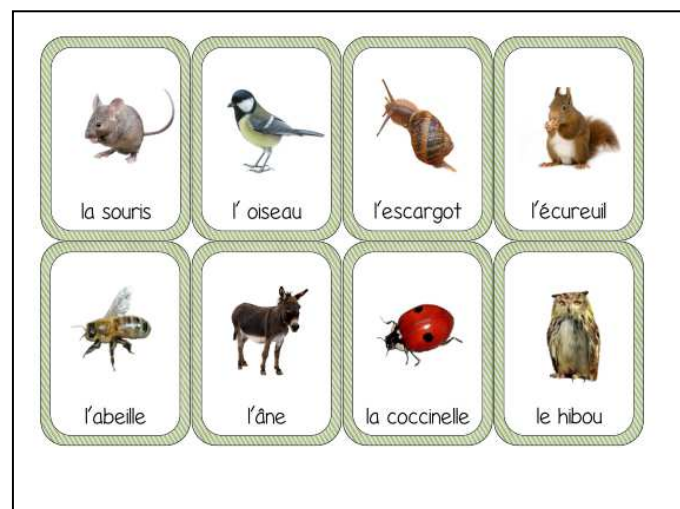 la souris
l' oiseau
l'escargot
l'écureuil
l'abeille
l'âne
la coccinelle
le hibou